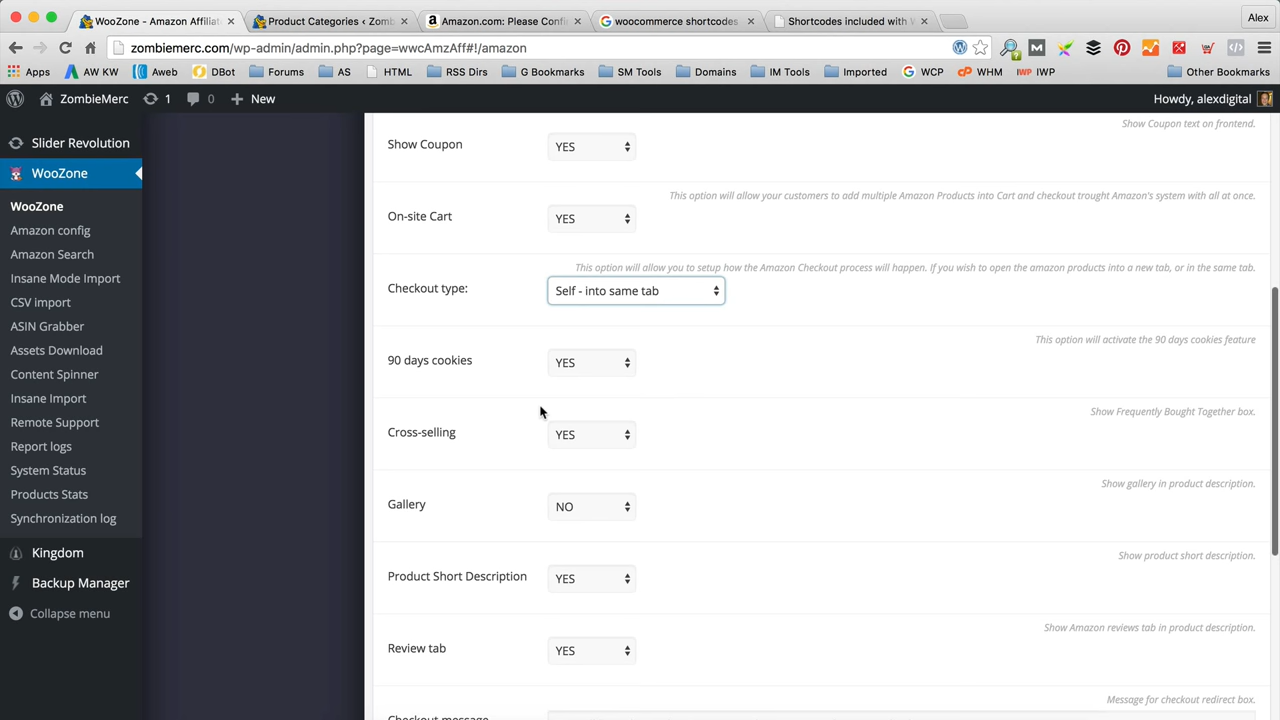 WooZone - Amazon Affiliat
Product Categories ‹ Zomb
Amazon.com: Please Confi
woocommerce shortcodes
Shortcodes included with W
Alex
zombiemerc.com/wp-admin/admin.php?page=wwcAmzAff#!/amazon
Apps
AW KW
Aweb
DBot
Forums
AS
HTML
RSS Dirs
G Bookmarks
SM Tools
Domains
IM Tools
Imported
WCP
WHM
IWP IWP
Other Bookmarks
ZombieMerc
1
0
New
Howdy, alexdigital
Slider Revolution
WooZone
WooZone
Amazon config
Amazon Search
Insane Mode Import
CSV import
ASIN Grabber
Assets Download
Content Spinner
Insane Import
Remote Support
Report logs
System Status
Products Stats
Synchronization log
Kingdom
Backup Manager
Collapse menu
Show Coupon text on frontend.
Show Coupon
YES
This option will allow your customers to add multiple Amazon Products into Cart and checkout trought Amazon's system with all at once.
On-site Cart
YES
This option will allow you to setup how the Amazon Checkout process will happen. If you wish to open the amazon products into a new tab, or in the same tab.
Checkout type:
Self - into same tab
This option will activate the 90 days cookies feature
90 days cookies
YES
Show Frequently Bought Together box.
Cross-selling
YES
Show gallery in product description.
Gallery
NO
Show product short description.
Product Short Description
YES
Show Amazon reviews tab in product description.
Review tab
YES
Message for checkout redirect box.
Checkout message